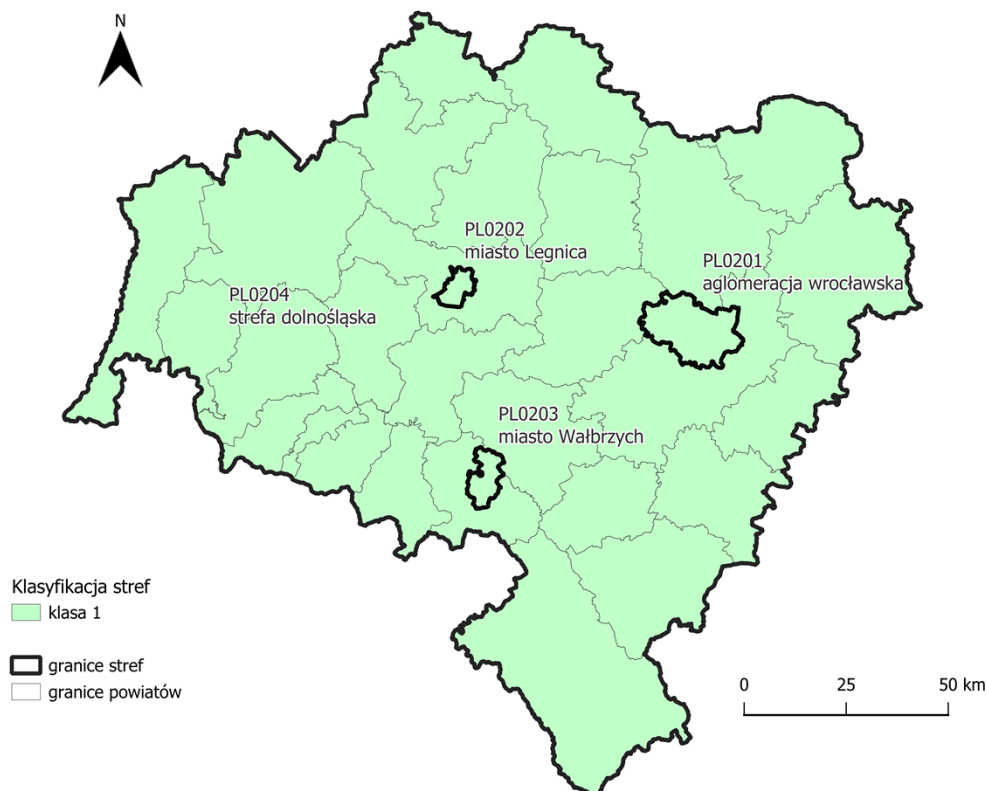 N
PL0202
miasto Legnica
PL0201
aglomeracja wrocławska
PL0204
strefa dolnośląska
PL0203
miasto Wałbrzych
Klasyfikacja stref
klasa 1
granice stref
granice powiatów
0 25 50 km